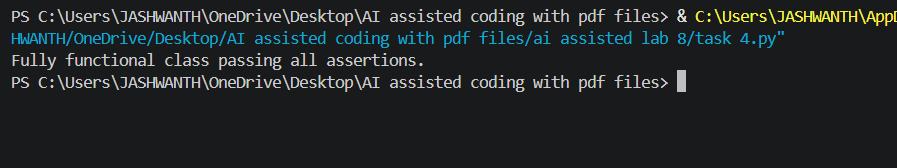 PS C:\Users\JASHWANTH\OneDrive\Desktop\AI assisted coding with pdf files> & C:\Users\JASHWANTH\AppD
HWANTH/OneDrive/Desktop/AI assisted coding with pdf files/ai assisted lab 8/task 4.py"
Fully functional class passing all assertions.
PS C:\Users\JASHWANTH\OneDrive\Desktop\AI assisted coding with pdf files>